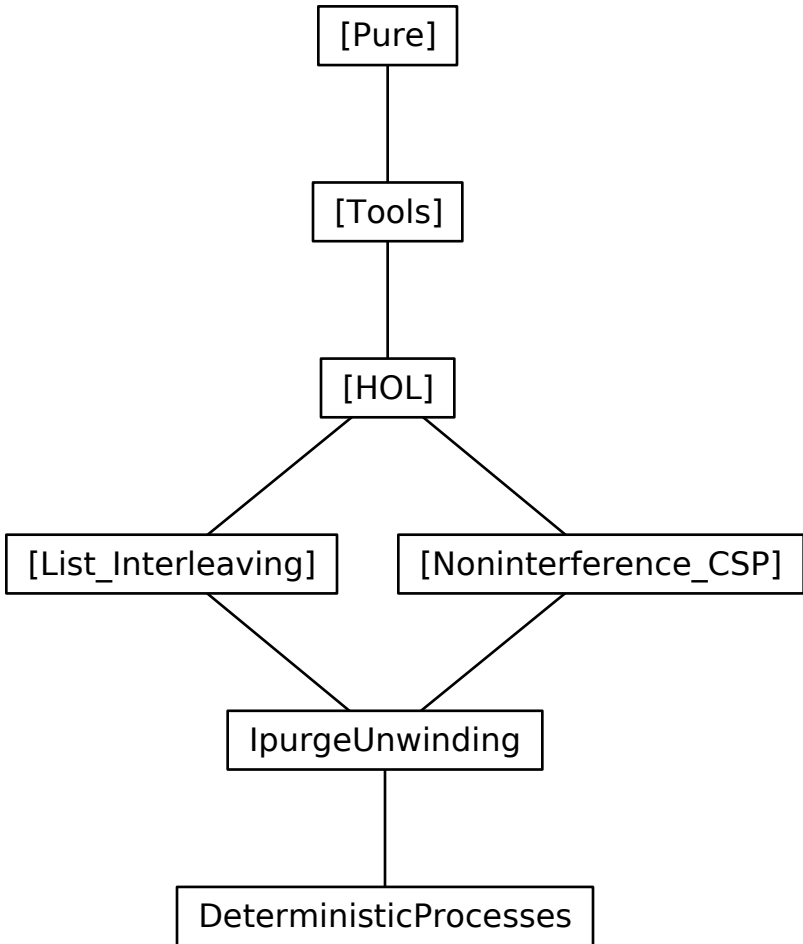 [Pure]
[Tools]
[HOL]
[List_Interleaving]
[Noninterference_CSP]
IpurgeUnwinding
DeterministicProcesses